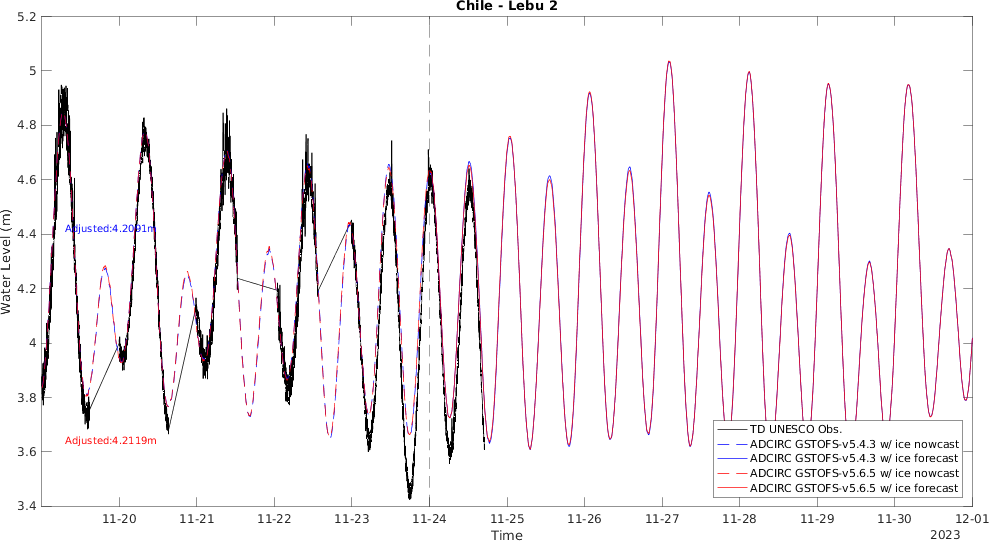 Chile - Lebu 2
5.2
5
4.8
4.6
4.4
4.2
4
3.8
3.6
3.4
Water Level (m)
Adjusted:4.2091m
Adjusted:4.2119m
TD UNESCO Obs.
ADCIRC GSTOFS-v5.4.3 w/ ice nowcast
ADCIRC GSTOFS-v5.4.3 w/ ice forecast
ADCIRC GSTOFS-v5.6.5 w/ ice nowcast
ADCIRC GSTOFS-v5.6.5 w/ ice forecast
11-20 11-21 11-22 11-23 11-24 11-25 11-26 11-27 11-28 11-29 11-30 12-01
Time
2023